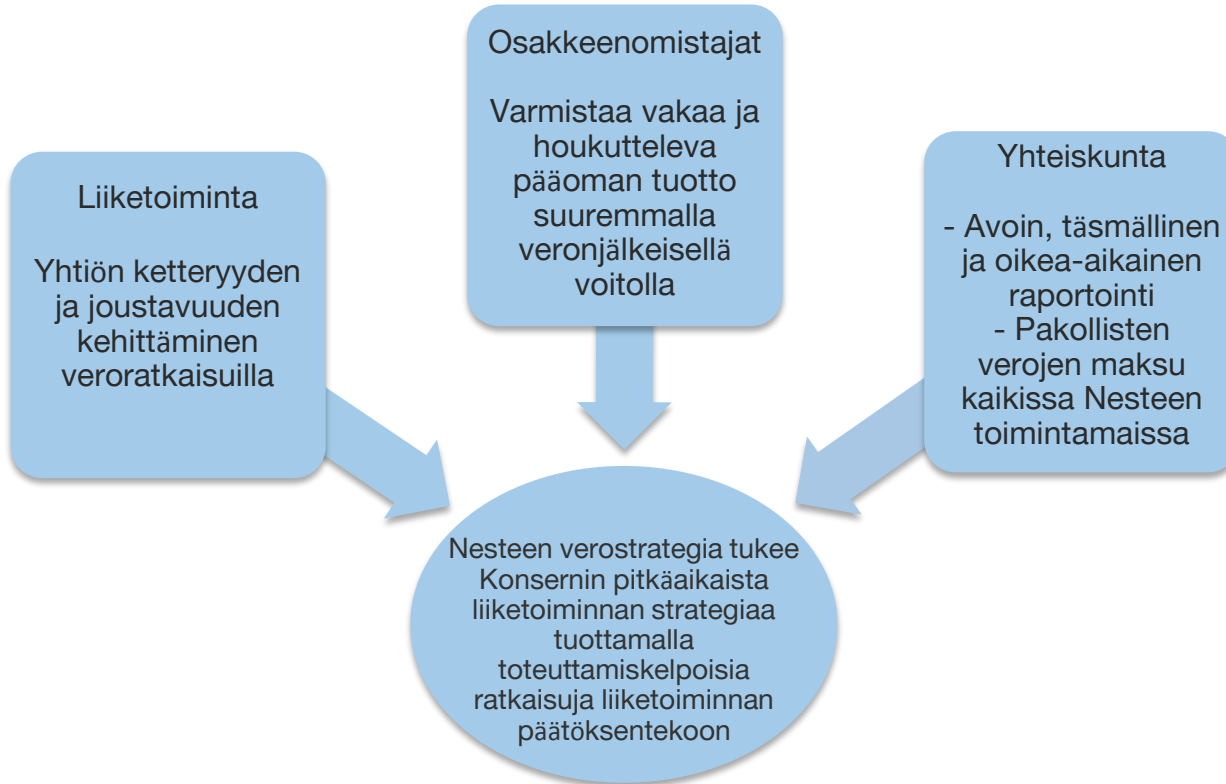 Liiketoiminta
Yhtiön ketteryyden
ja joustavuuden
kehittäminen
veroratkaisuilla
Osakkeenomistajat
Varmistaa vakaa ja
houkutteleva
pääoman tuotto
suuremmalla
veronjälkeisellä
voitolla
Yhteiskunta
- Avoin, täsmällinen
ja oikea-aikainen
raportointi
- Pakollisten
verojen maksu
kaikissa Nesteen
toimintamaissa
Nesteen verostrategia tukee
Konsernin pitkäaikaista
liiketoiminnan strategiaa
tuottamalla
toteuttamiskelpoisia
ratkaisuja liiketoiminnan
päätöksentekoon